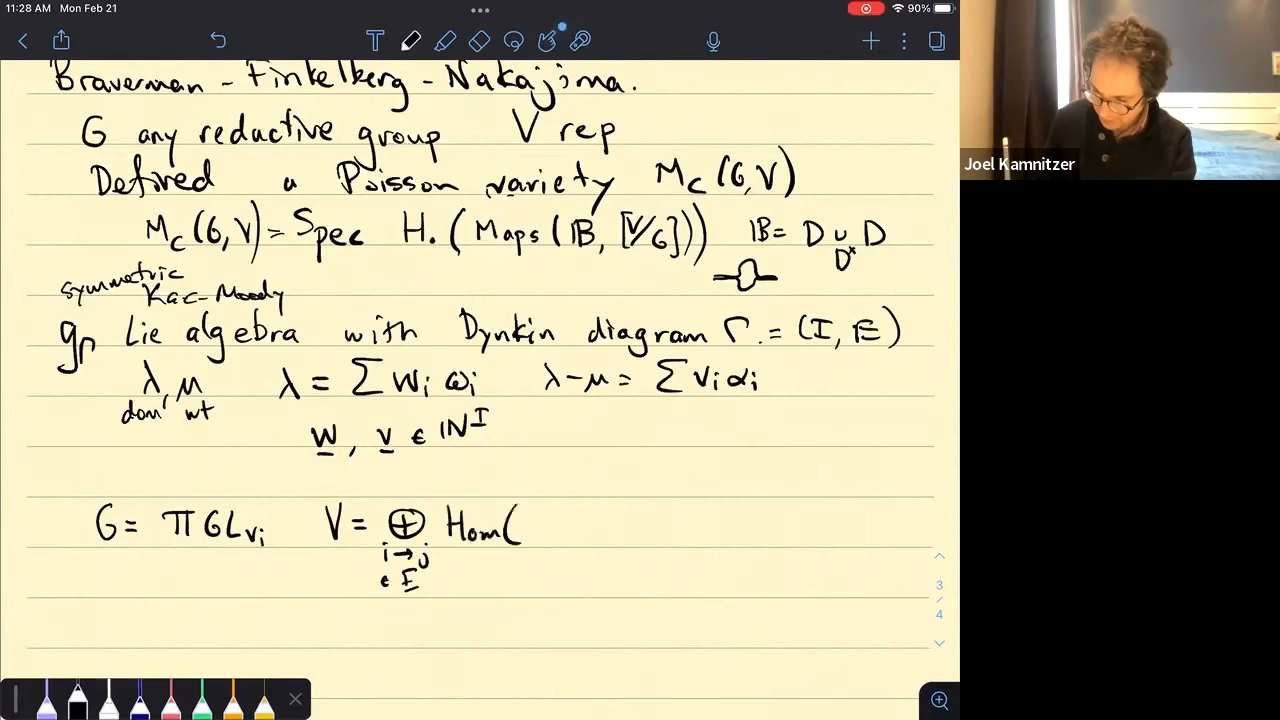 11:28 AM Mon Feb 21
90%
Braverman - Finkelberg - Nakajima.
G any reductive group V rep
Defined a Poisson variety M_C(G,V)
M_C(G,V) = Spec H.(Maps(𝔹, [V/G])) 𝔹 = D ∪_{D^x} D
symmetric
Kac-Moody
g_Γ Lie algebra with Dynkin diagram Γ = (I, E)
λ, μ λ = Σ w_i ω_i λ-μ = Σ v_i α_i
dom wt
w, v ∈ ℕ^I
G = π GL_{v_i} V = ⊕ Hom(
i → j
∈ E
3
/
4
Joel Kamnitzer